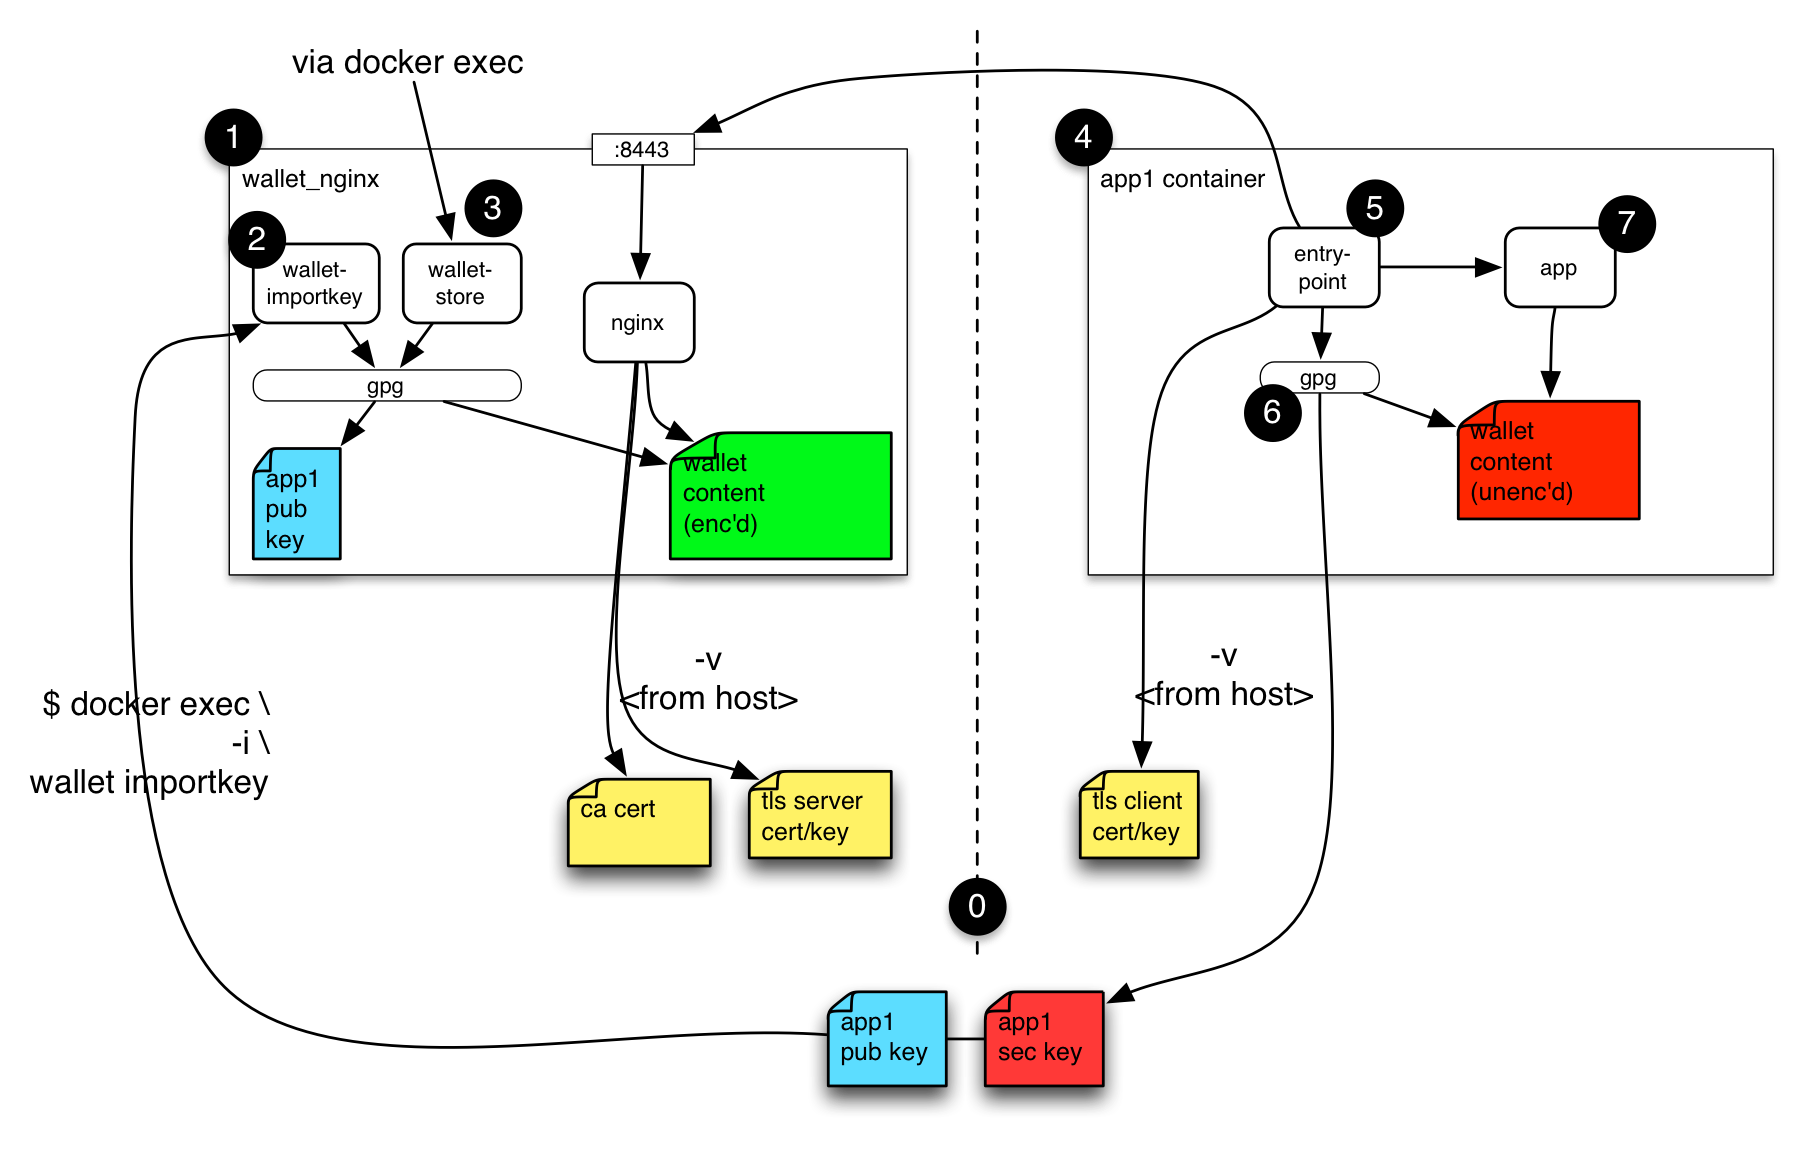 via docker exec
1
:8443
wallet_nginx
3
2
wallet-
importkey
wallet-
store
nginx
gpg
app1
pub
key
wallet
content
(enc'd)
4
app1 container
5
7
entry-
point
app
gpg
6
wallet
content
(unenc'd)
-v
<from host>
-v
<from host>
$ docker exec \
-i \
wallet importkey
ca cert
tls server
cert/key
tls client
cert/key
0
app1
pub key
app1
sec key